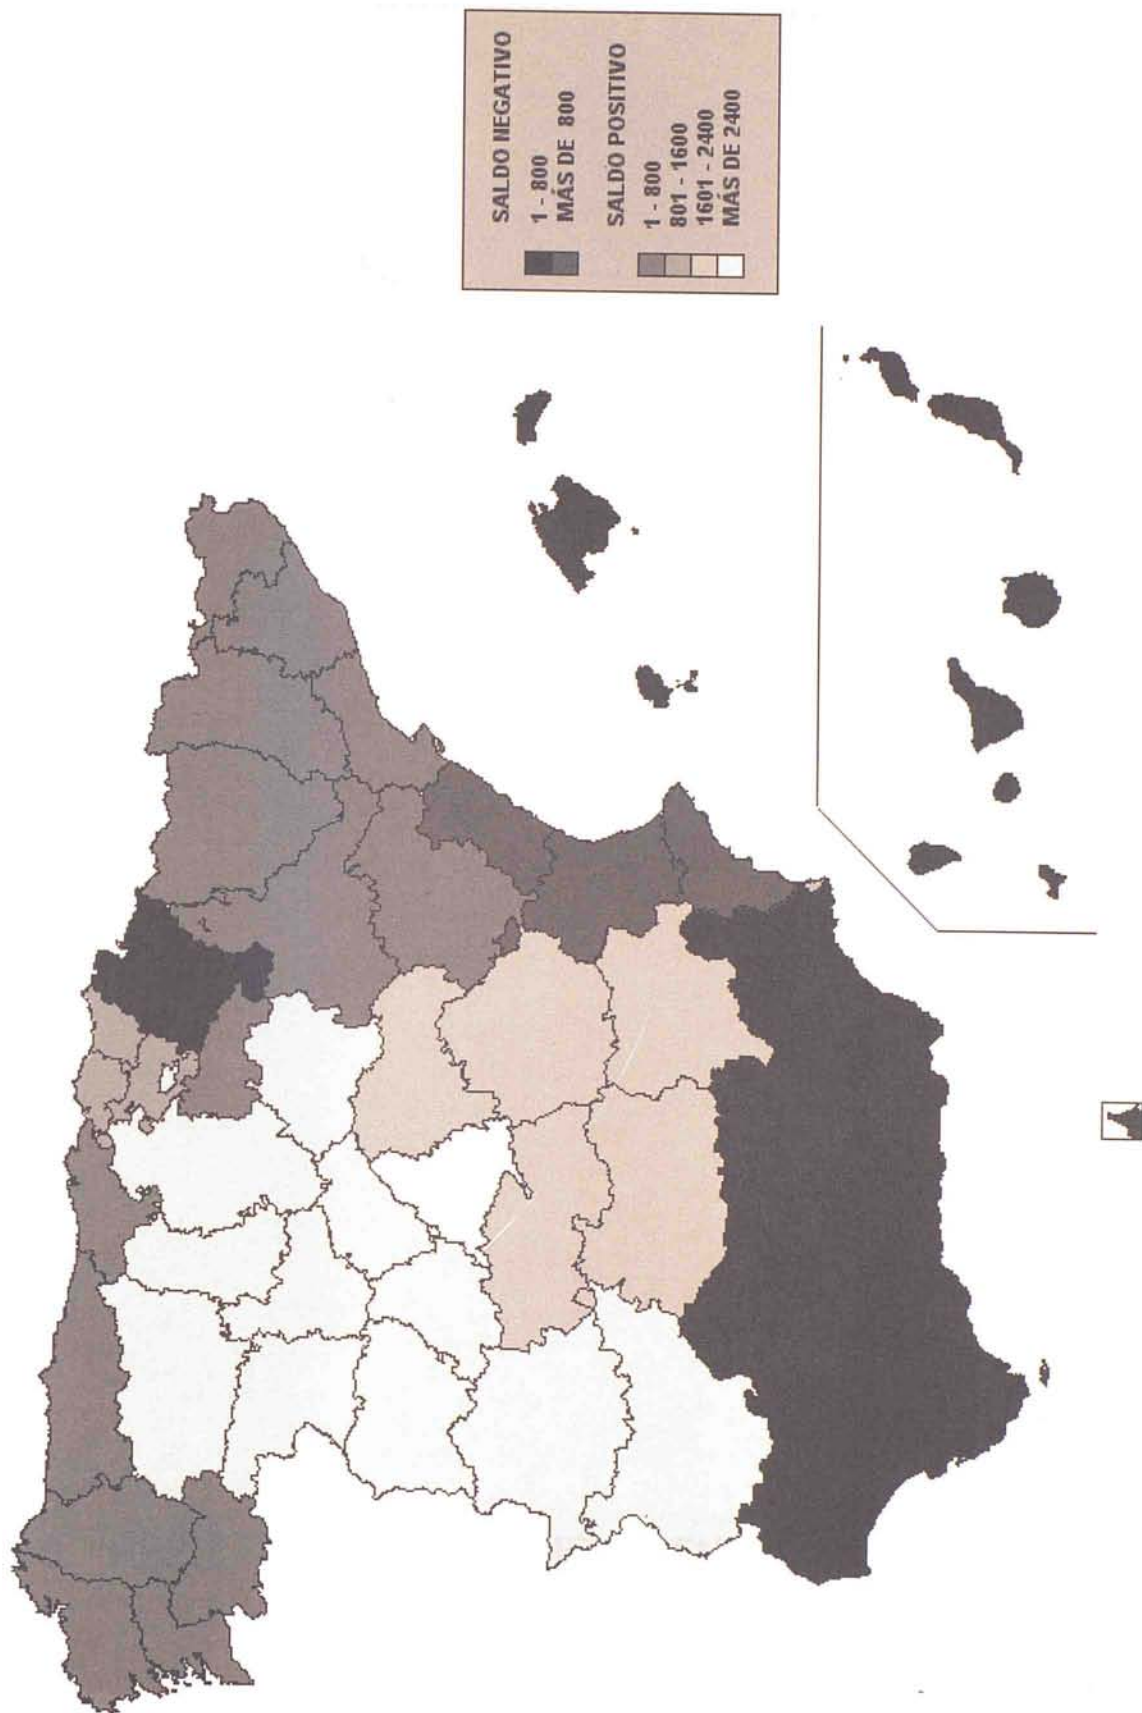 SALDO NEGATIVO
1 - 800
MÁS DE 800
SALDO POSITIVO
1 - 800
801 - 1600
1601 - 2400
MÁS DE 2400